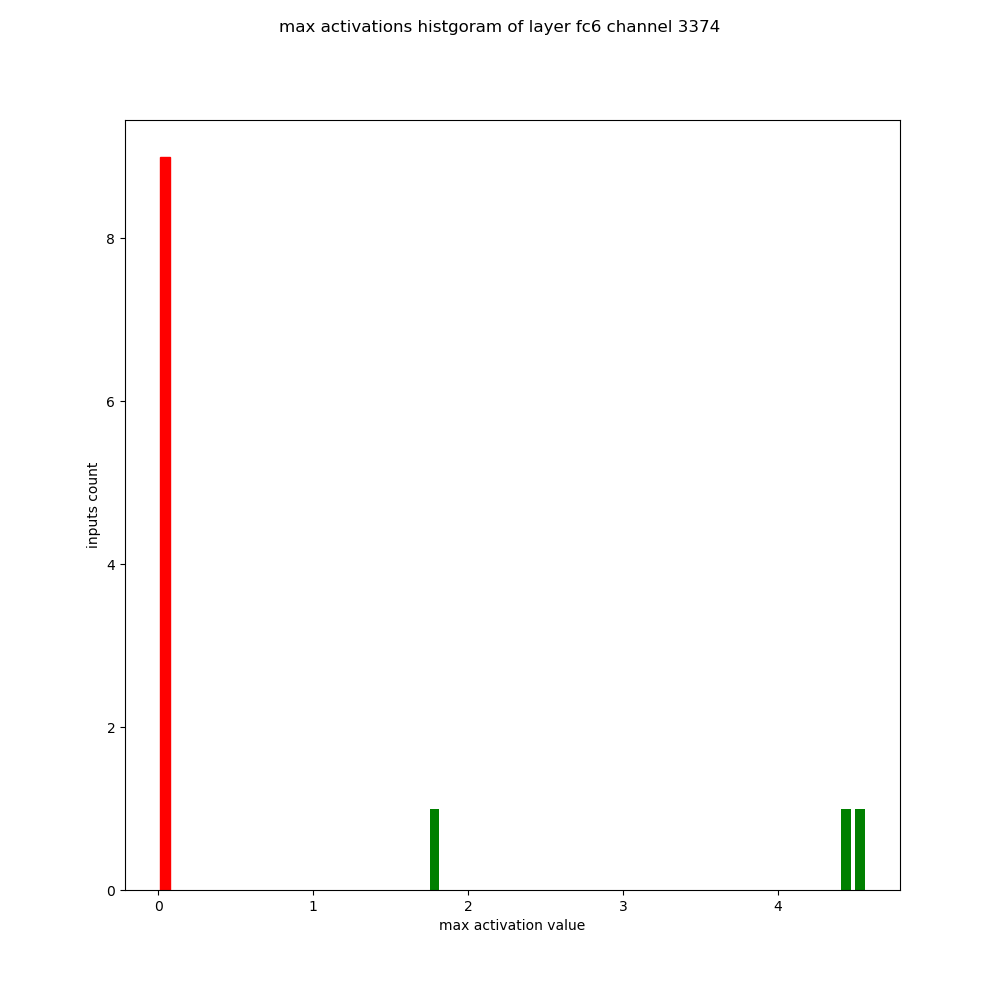 max activations histgoram of layer fc6 channel 3374
8
6
4
2
0
inputs count
0 1 2 3 4
max activation value